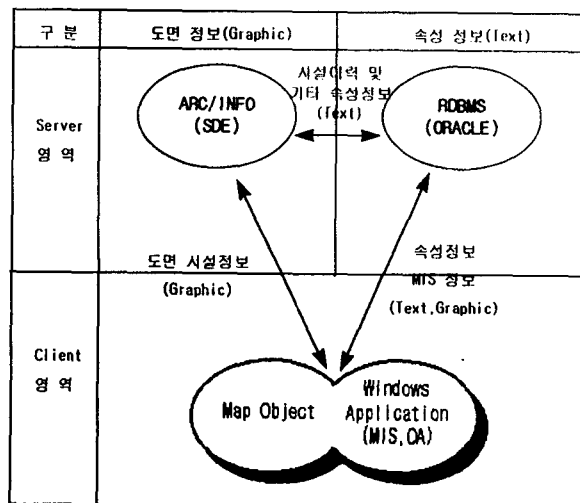 구 분
도면 정보(Graphic)
속성 정보(Text)
Server
영 역
ARC/INFO
(SDE)
시설이력 및
기타 속성정보
(Text)
RDBMS
(ORACLE)
도면 시설정보
(Graphic)
속성정보
MIS 정보
(Text,Graphic)
Client
영 역
Map Object
Windows
Application
(MIS,OA)